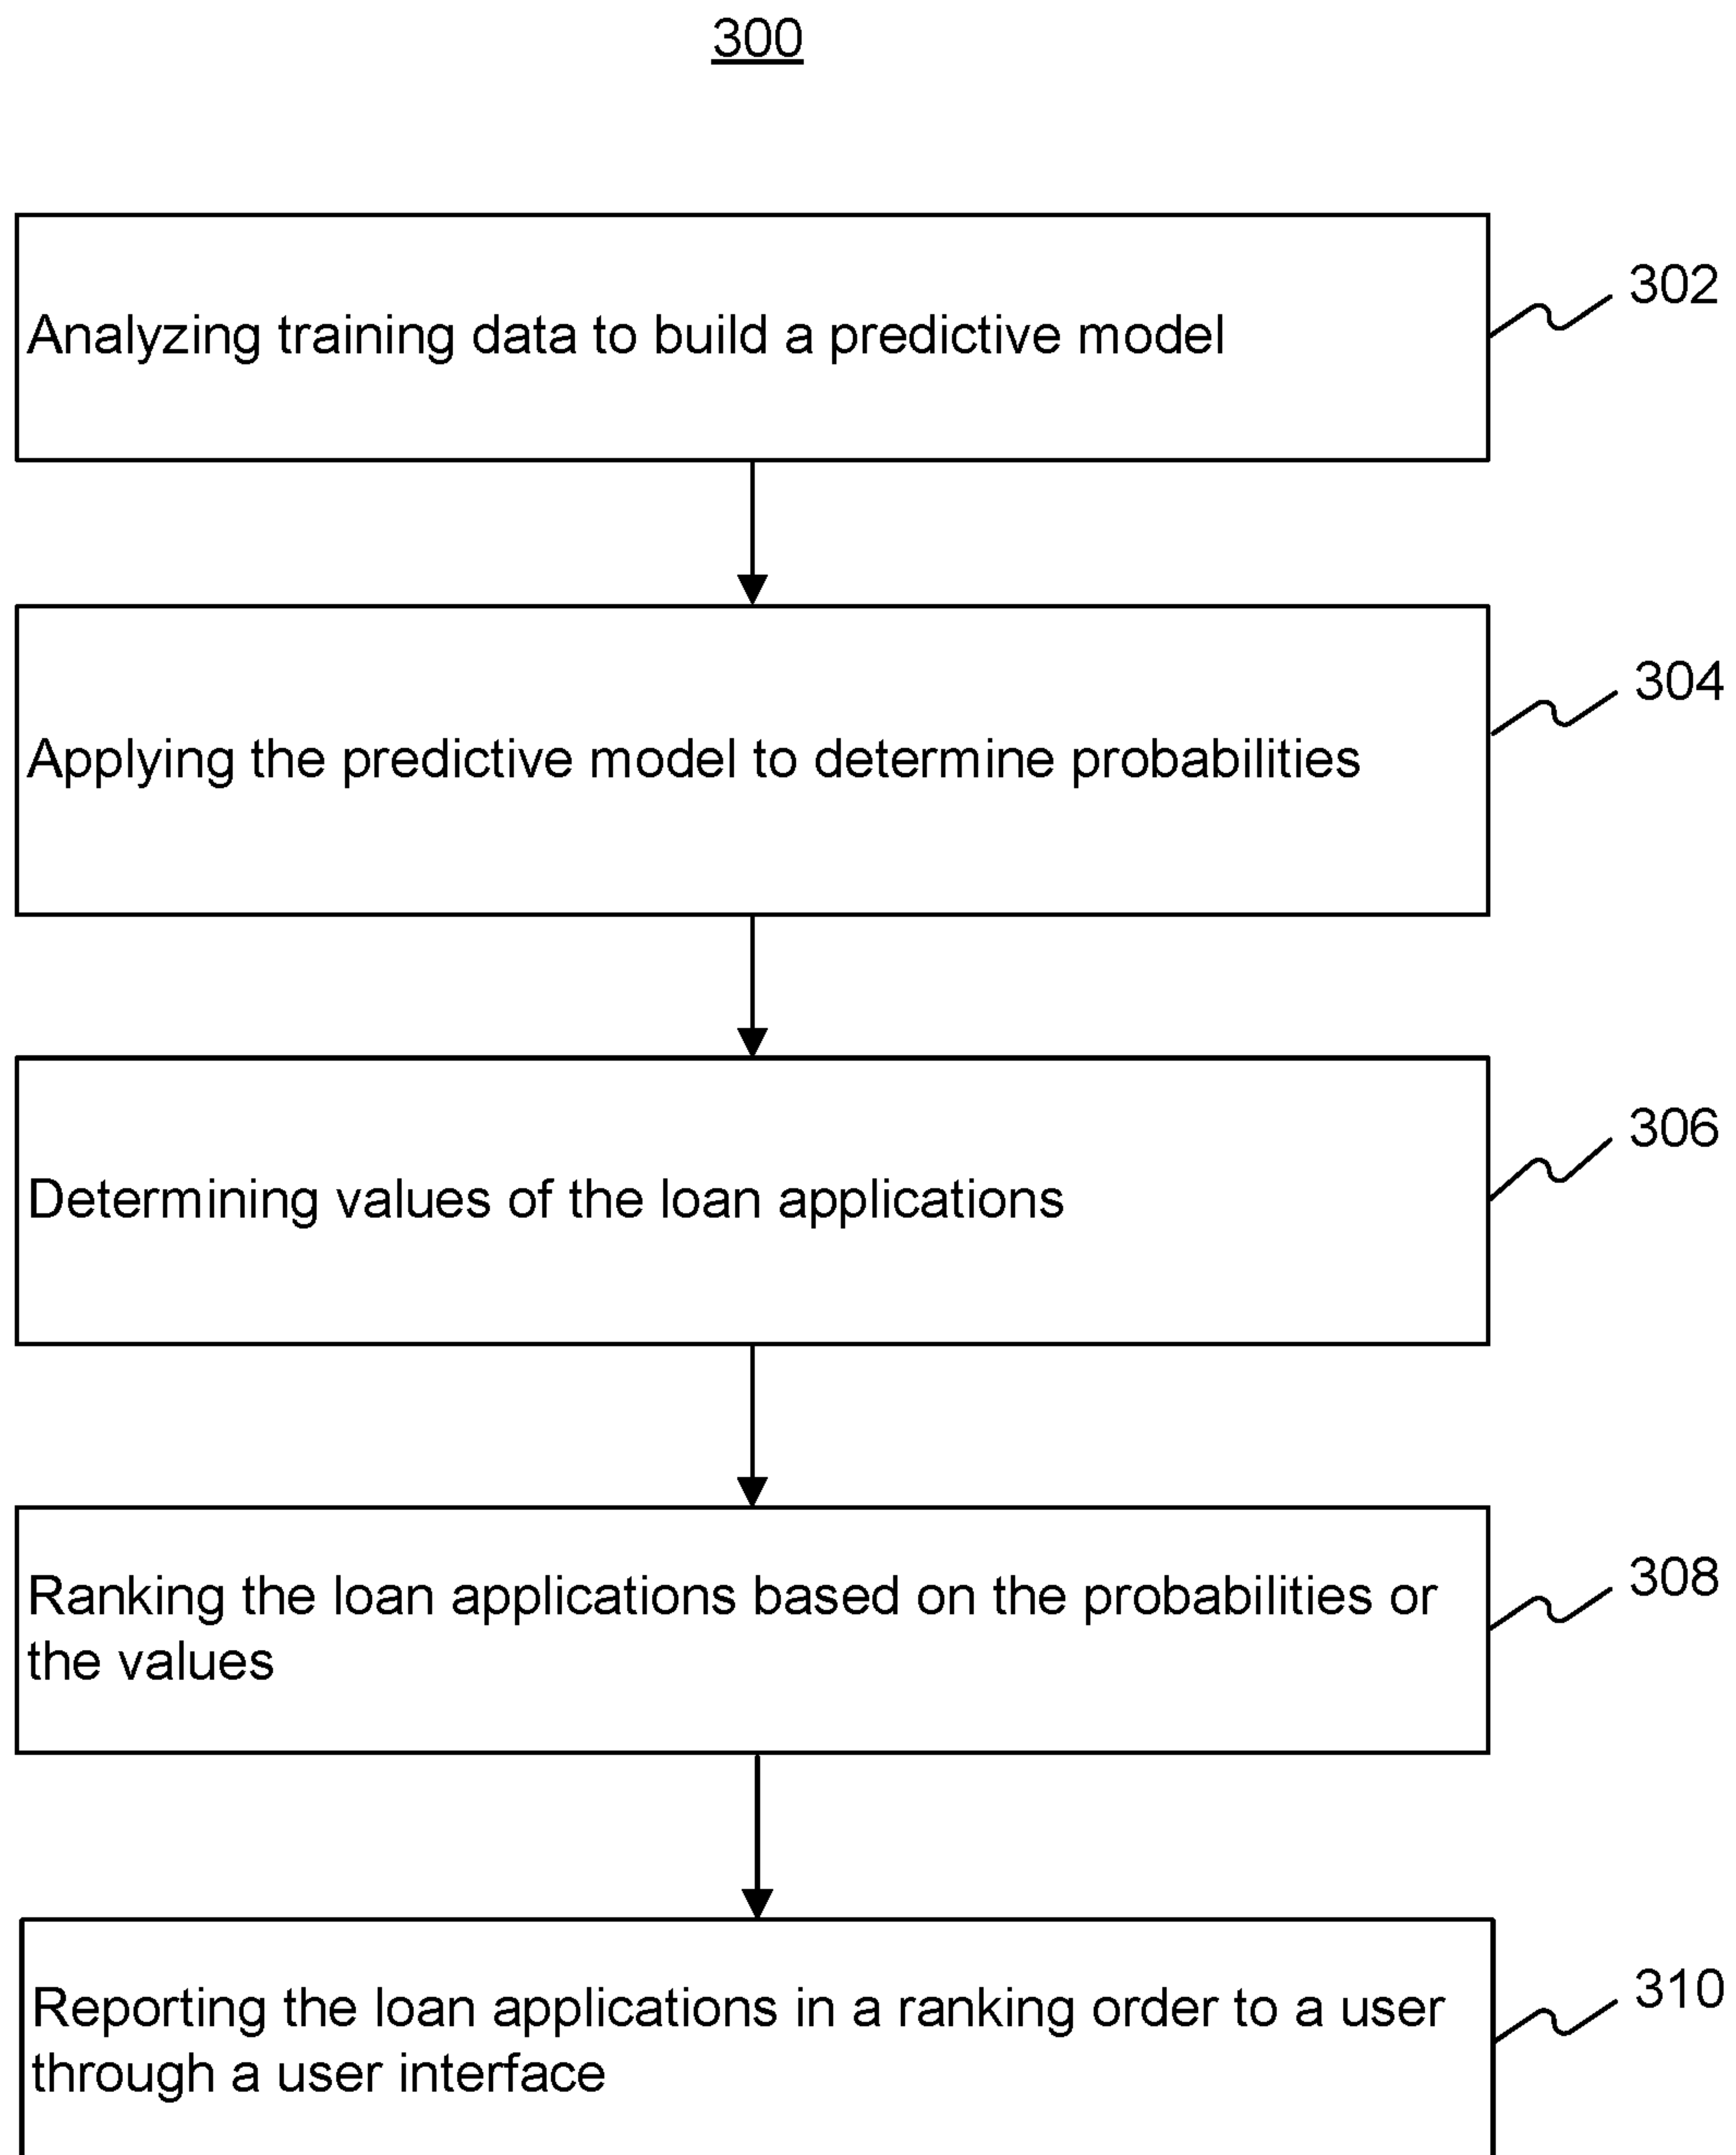 300
Analyzing training data to build a predictive model
302
Applying the predictive model to determine probabilities
304
Determining values of the loan applications
306
Ranking the loan applications based on the probabilities or
the values
308
Reporting the loan applications in a ranking order to a user
through a user interface
310